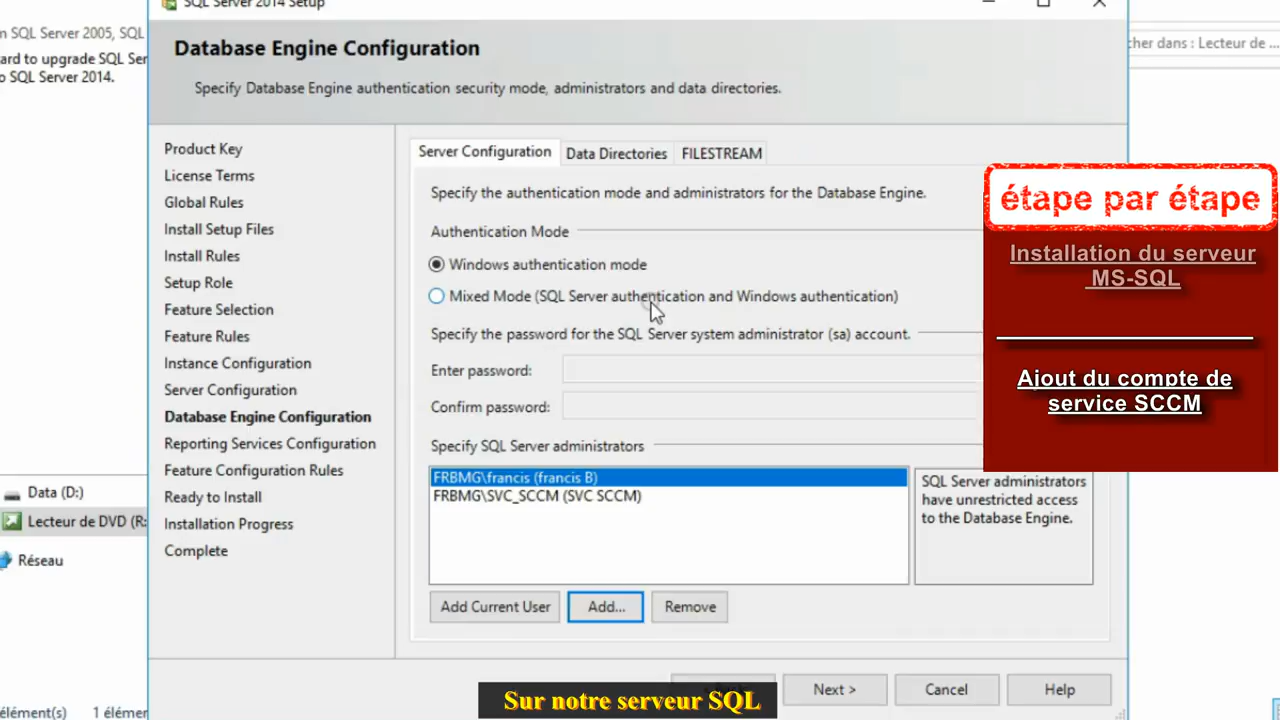 SQL Server 2014 Setup
m SQL Server 2005, SQL
ard to upgrade SQL Ser
o SQL Server 2014.
cher dans : Lecteur de ...
Database Engine Configuration
Specify Database Engine authentication security mode, administrators and data directories.
Product Key
License Terms
Global Rules
Install Setup Files
Install Rules
Setup Role
Feature Selection
Feature Rules
Instance Configuration
Server Configuration
Database Engine Configuration
Reporting Services Configuration
Feature Configuration Rules
Ready to Install
Installation Progress
Complete
Server Configuration Data Directories FILESTREAM
Specify the authentication mode and administrators for the Database Engine.
Authentication Mode
Windows authentication mode
Mixed Mode (SQL Server authentication and Windows authentication)
Specify the password for the SQL Server system administrator (sa) account.
Enter password:
Confirm password:
Specify SQL Server administrators
FRBMG\francis (francis B)
FRBMG\SVC_SCCM (SVC SCCM)
SQL Server administrators
have unrestricted access
to the Database Engine.
Add Current User Add... Remove
Next > Cancel Help
étape par étape
Installation du serveur
MS-SQL
Ajout du compte de
service SCCM
Data (D:)
Lecteur de DVD (R:
Réseau
élément(s) 1 élémer
Sur notre serveur SQL